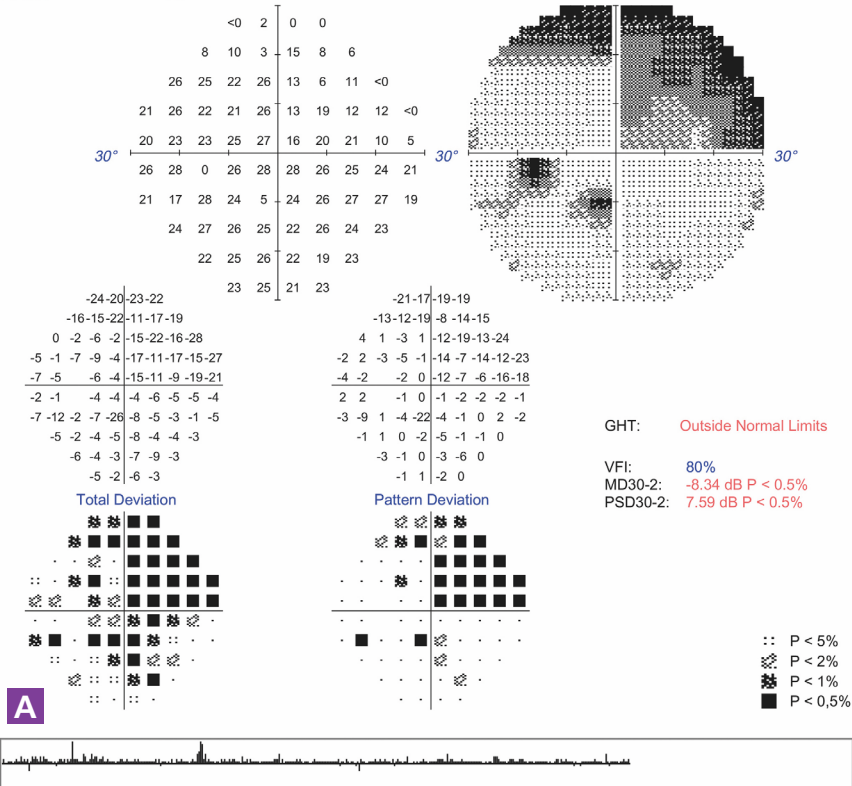 <0 2 0 0
8 10 3 15 8 6
26 25 22 26 13 6 11 <0
21 26 22 21 26 13 19 12 12 <0
20 23 23 25 27 16 20 21 10 5
30° 30° 30°
26 28 0 26 28 28 26 25 24 21
21 17 28 24 5 24 26 27 27 19
24 27 26 25 22 26 24 23
22 25 26 22 19 23
23 25 21 23
-24 -20 -23 -22
-16 -15 -22 -11 -17 -19
0 -2 -6 -2 -15 -22 -16 -28
-5 -1 -7 -9 -4 -17 -11 -17 -15 -27
-7 -5 -6 -4 -15 -11 -9 -19 -21
-2 -1 -4 -4 -4 -6 -5 -5 -4
-7 -12 -2 -7 -26 -8 -5 -3 -1 -5
-5 -2 -4 -5 -8 -4 -4 -3
-6 -4 -3 -7 -9 -3
-5 -2 -6 -3
Total Deviation
-21 -17 -19 -19
-13 -12 -19 -8 -14 -15
4 1 -3 1 -12 -19 -13 -24
-2 2 -3 -5 -1 -14 -7 -14 -12 -23
-4 -2 -2 0 -12 -7 -6 -16 -18
2 2 -1 0 -1 -2 -2 -2 -1
-3 -9 1 -4 -22 -4 -1 0 2 -2
-1 1 0 -2 -5 -1 -1 0
-3 -1 0 -3 -6 0
-1 1 -2 0
Pattern Deviation
GHT: Outside Normal Limits
VFI: 80%
MD30-2: -8.34 dB P < 0.5%
PSD30-2: 7.59 dB P < 0.5%
P < 5%
P < 2%
P < 1%
P < 0,5%
A